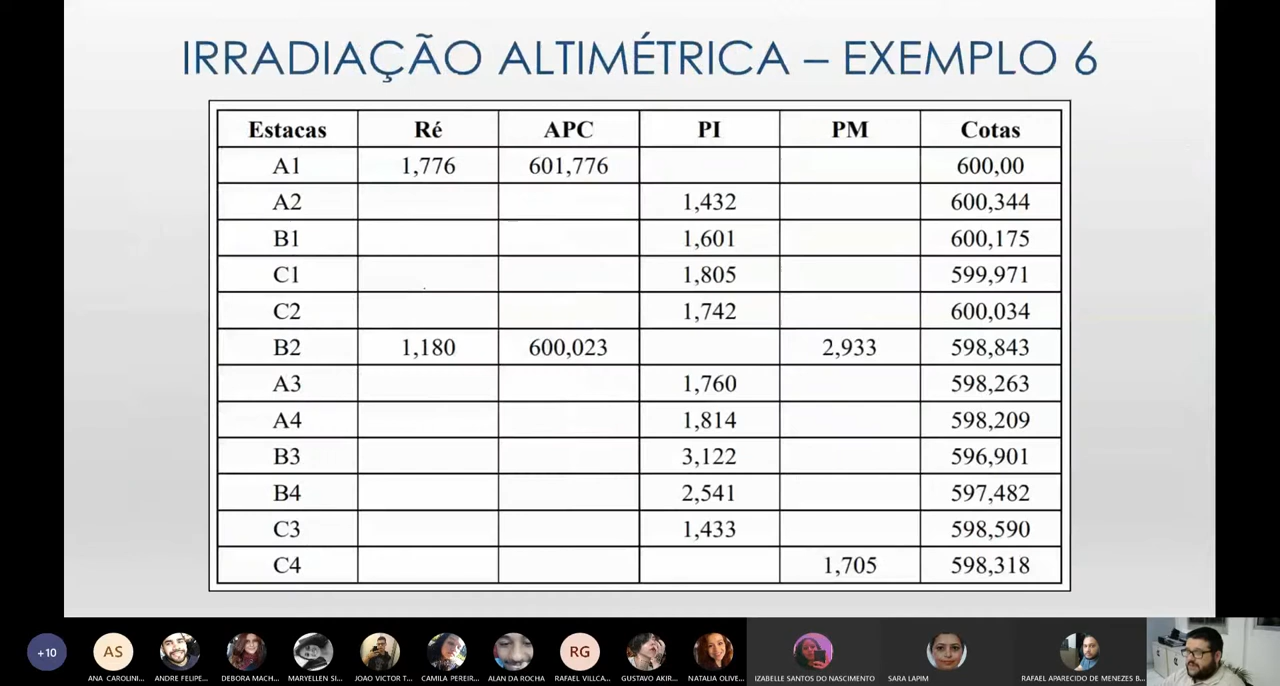 IRRADIAÇÃO ALTIMÉTRICA – EXEMPLO 6
Estacas Ré APC PI PM Cotas
A1 1,776 601,776 600,00
A2 1,432 600,344
B1 1,601 600,175
C1 1,805 599,971
C2 1,742 600,034
B2 1,180 600,023 2,933 598,843
A3 1,760 598,263
A4 1,814 598,209
B3 3,122 596,901
B4 2,541 597,482
C3 1,433 598,590
C4 1,705 598,318
+10 AS RG
ANA CAROLINI... ANDRE FELIPE... DEBORA MACH... MARYELLEN SI... JOAO VICTOR T... CAMILA PEREIR... ALAN DA ROCHA RAFAEL VILLCA... GUSTAVO AKIR... NATALIA OLIVE... IZABELLE SANTOS DO NASCIMENTO SARA LAPIM RAFAEL APARECIDO DE MENEZES B...